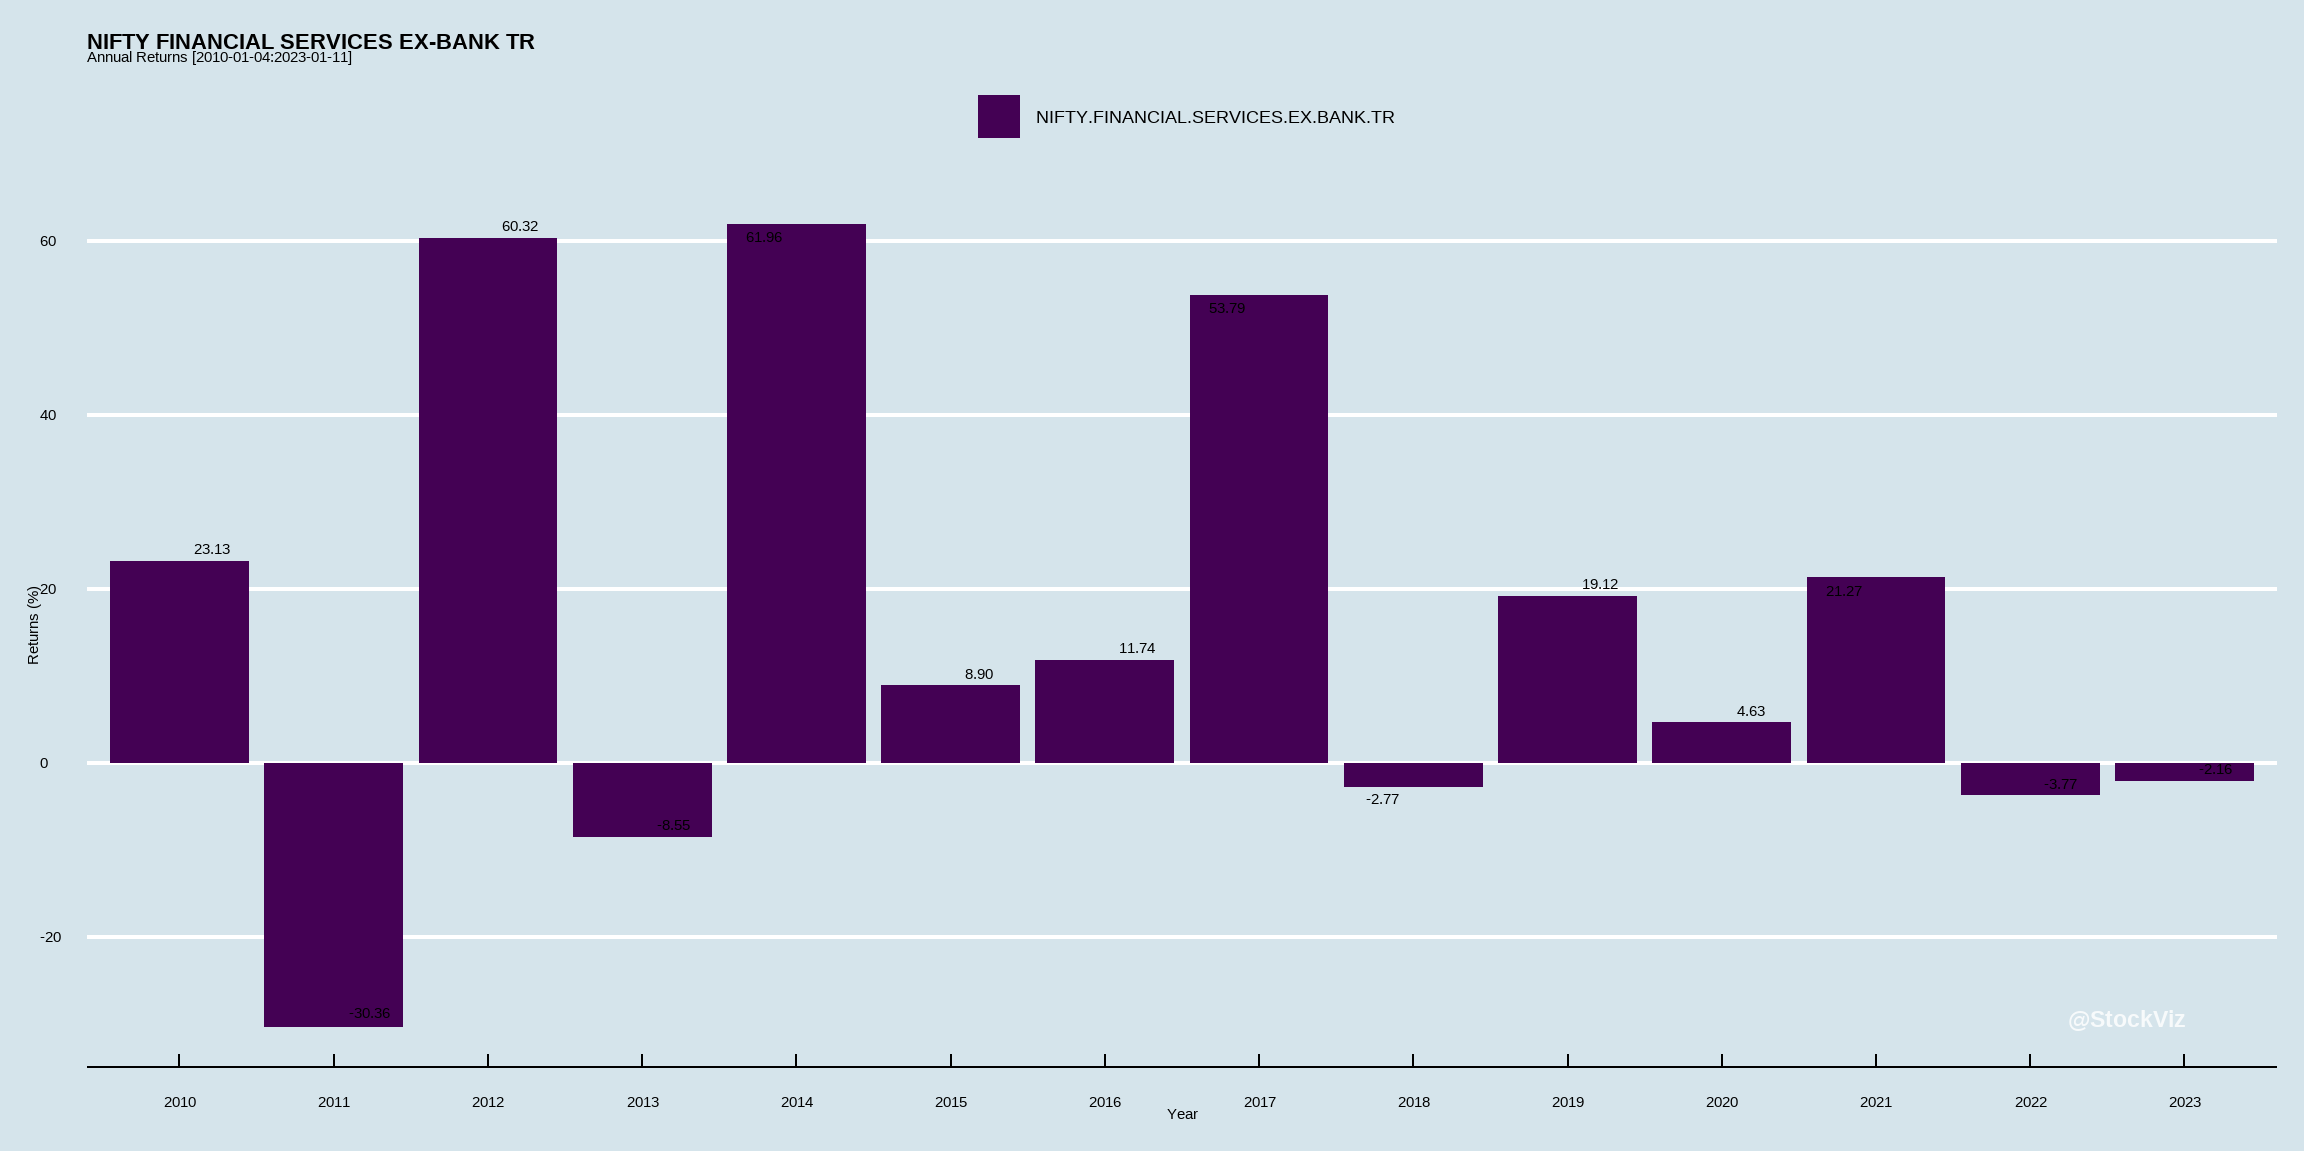 NIFTY FINANCIAL SERVICES EX-BANK TR
Annual Returns [2010-01-04:2023-01-11]
NIFTY.FINANCIAL.SERVICES.EX.BANK.TR
Returns (%)
60
40
20
0
-20
23.13
-30.36
60.32
-8.55
61.96
8.90
11.74
53.79
-2.77
19.12
4.63
21.27
-3.77
-2.16
@StockViz
2010 2011 2012 2013 2014 2015 2016 2017 2018 2019 2020 2021 2022 2023
Year